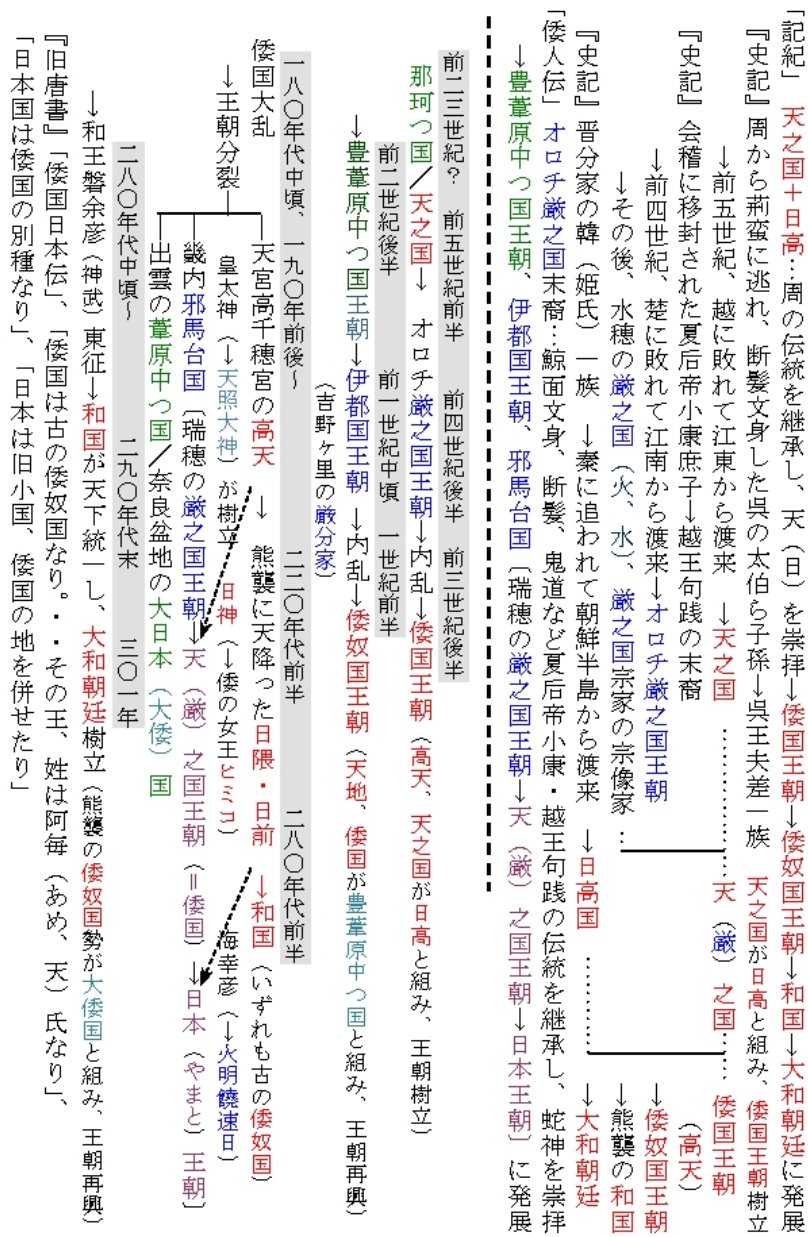 「記紀」　天之国＋日高…周の伝統を継承し、天（日）を崇拝→倭国王朝→倭奴国王朝→和国→大和朝廷に発展
『史記』周から荊蛮に逃れ、断髪文身した呉の太伯ら子孫→呉王夫差一族　天之国が日高と組み、倭国王朝樹立
→前五世紀、越に敗れて江東から渡来　→天之国　………………天（厳）之国……　倭国王朝
（高天）
『史記』会稽に移封された夏后帝小康庶子→越王句践の末裔
→前四世紀、楚に敗れて江南から渡来→オロチ厳之国王朝
→倭奴国王朝
→その後、水穂の厳之国（火、水）、厳之国宗家の宗像家…
→熊襲の和国
『史記』晋分家の韓（姫氏）一族　→秦に追われて朝鮮半島から渡来　→日高国　…………　→大和朝廷
「倭人伝」オロチ厳之国末裔…鯨面文身、断髪、鬼道など夏后帝小康・越王句践の伝統を継承し、蛇神を崇拝
→豊葦原中つ国王朝、伊都国王朝、邪馬台国〔瑞穂の厳之国王朝→天（厳）之国王朝→日本王朝〕に発展
前二三世紀？　前五世紀前半　前四世紀後半　前三世紀後半
那珂つ国／天之国→　オロチ厳之国王朝→内乱→倭国王朝（高天、天之国が日高と組み、王朝樹立）
前二世紀後半　前一世紀中頃　一世紀前半
→豊葦原中つ国王朝→伊都国王朝　→内乱→倭奴国王朝（天地、倭国が豊葦原中つ国と組み、王朝再興）
（吉野ヶ里の厳分家）
一八〇年代中頃、一九〇年前後～　二二〇年代前半　二八〇年代前半
倭国大乱　天宮高千穂宮の高天　→　熊襲に天降った日隈・日前　→和国（いずれも古の倭奴国）
→王朝分裂→　皇太神（→天照大神）が樹立　日神（→倭の女王ヒミコ）　海幸彦（→火明饒速日）
畿内邪馬台国〔瑞穂の厳之国王朝→天（厳）之国王朝（＝倭国）→日本（やまと）王朝〕
出雲の葦原中つ国／奈良盆地の大日本（大倭）国
二八〇年代中頃～　二九〇年代末　三〇一年
→和王磐余彦（神武）東征→和国が天下統一し、大和朝廷樹立（熊襲の倭奴国勢が大倭国と組み、王朝再興）
『旧唐書』「倭国日本伝」、「倭国は古の倭奴国なり。・・その王、姓は阿毎（あめ、天）氏なり」、
「日本国は倭国の別種なり」、「日本は旧小国、倭国の地を併せたり」